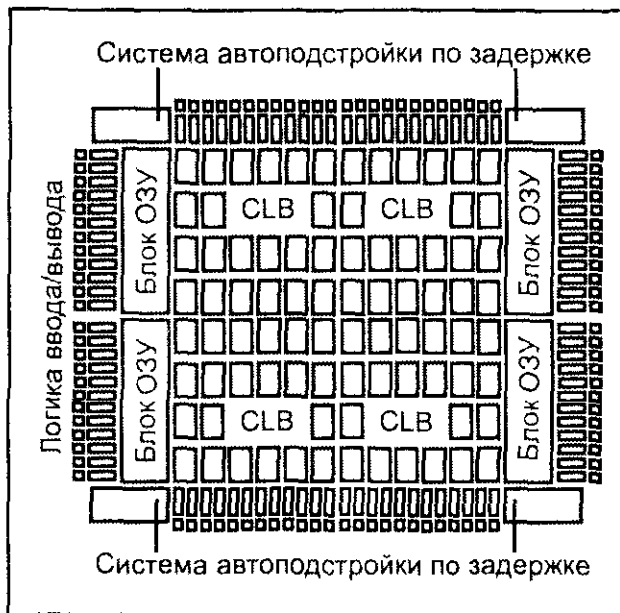 Система автоподстройки по задержке
Логика ввода/вывода
Блок ОЗУ
CLB
CLB
Блок ОЗУ
Блок ОЗУ
CLB
CLB
Блок ОЗУ
Система автоподстройки по задержке